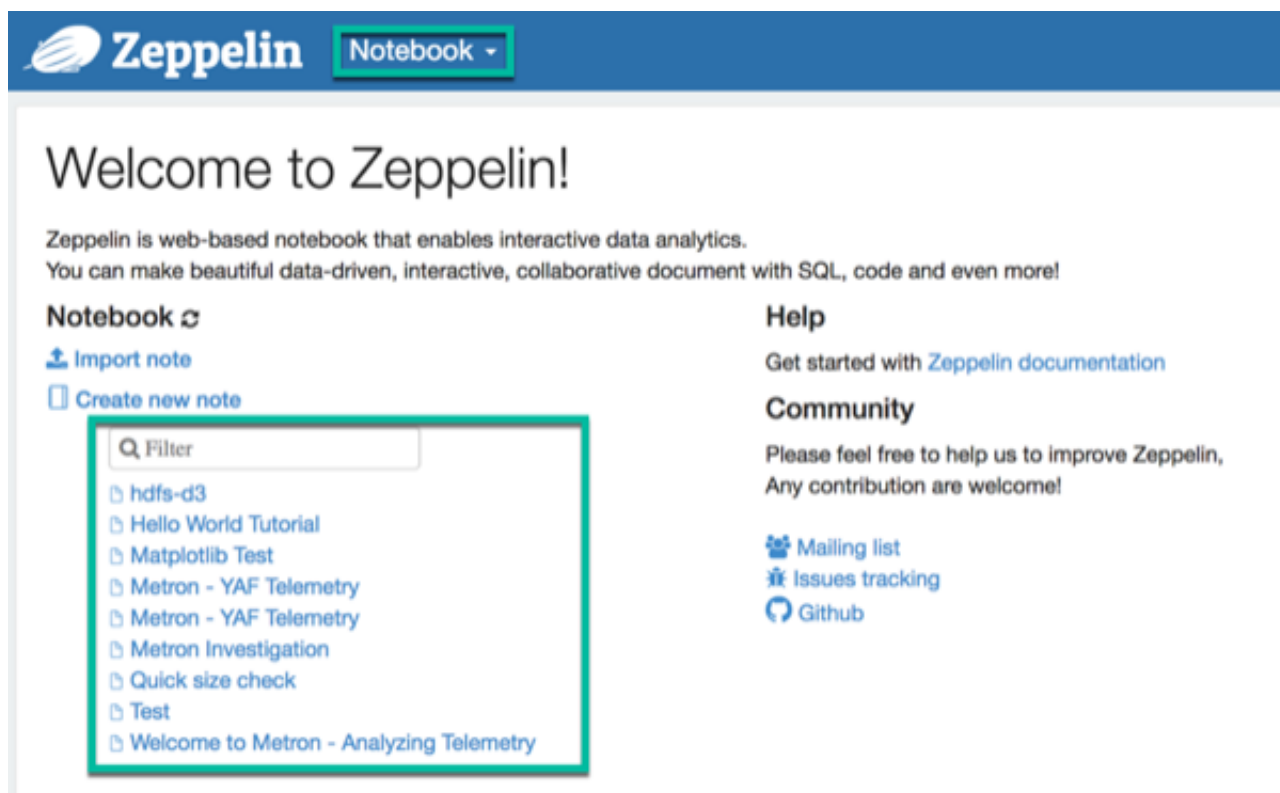 Zeppelin Notebook
Welcome to Zeppelin!
Zeppelin is web-based notebook that enables interactive data analytics.
You can make beautiful data-driven, interactive, collaborative document with SQL, code and even more!
Notebook
Import note
Create new note
Filter
hdfs-d3
Hello World Tutorial
Matplotlib Test
Metron - YAF Telemetry
Metron - YAF Telemetry
Metron Investigation
Quick size check
Test
Welcome to Metron - Analyzing Telemetry
Help
Get started with Zeppelin documentation
Community
Please feel free to help us to improve Zeppelin,
Any contribution are welcome!
Mailing list
Issues tracking
Github